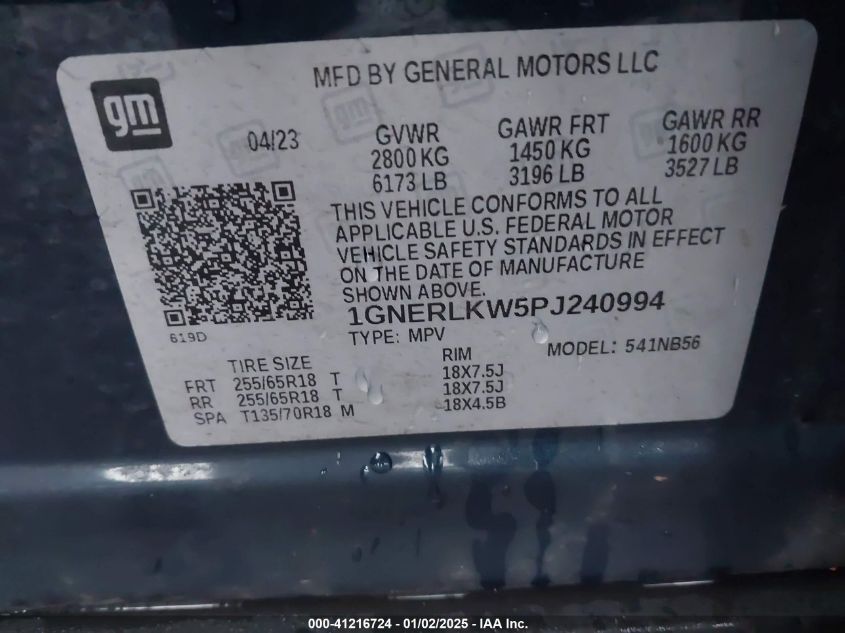 gm
MFD BY GENERAL MOTORS LLC
04/23
GVWR
2800 KG
6173 LB
GAWR FRT
1450 KG
3196 LB
GAWR RR
1600 KG
3527 LB
THIS VEHICLE CONFORMS TO ALL
APPLICABLE U.S. FEDERAL MOTOR
VEHICLE SAFETY STANDARDS IN EFFECT
ON THE DATE OF MANUFACTURE
SHOWN ABOVE.
1GNERLKW5PJ240994
619D
TYPE: MPV
MODEL: 541NB56
TIRE SIZE RIM
FRT 255/65R18 T 18X7.5J
RR 255/65R18 T 18X7.5J
SPA T135/70R18 M 18X4.5B
000-41216724 - 01/02/2025 - IAA Inc.